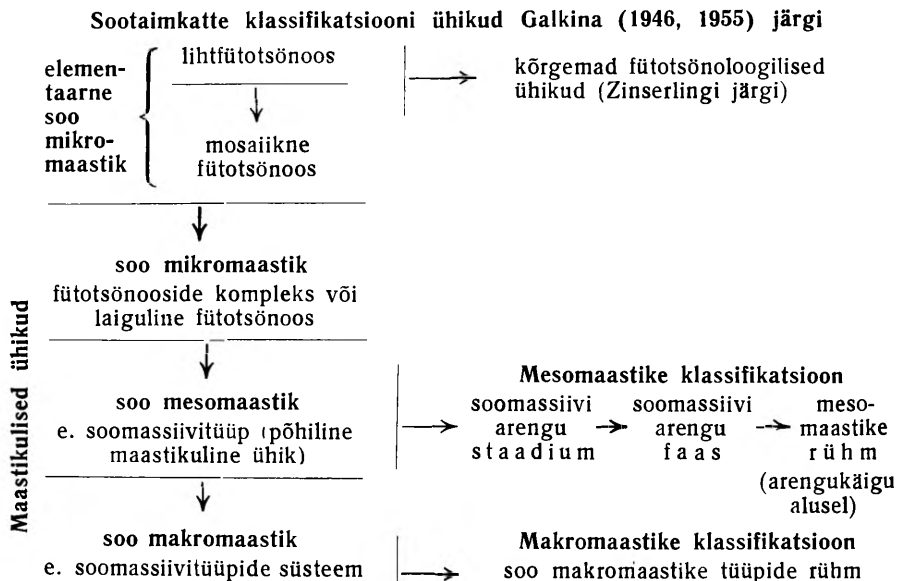 Sootaimkatte klassifikatsiooni ühikud Galkina (1946, 1955) järgi
elemen-
taarne
soo
mikro-
maastik
lihtfütotsönoos
mosaiikne
fütotsönoos
kõrgemad fütotsönoloogilised
ühikud (Zinserlingi järgi)
Maastikulised ühikud
soo mikromaastik
fütotsönooside kompleks või
laiguline fütotsönoos
soo mesomaastik
e. soomassiivitüüp (põhiline
maastikuline ühik)
Mesomaastike klassifikatsioon
soomassiivi
arengu
staadium
soomassiivi
arengu
faas
meso-
maastike
rühm
(arengukäigu
alusel)
soo makromaastik
e. soomassiivitüüpide süsteem
Makromaastike klassifikatsioon
soo makromaastike tüüpide rühm